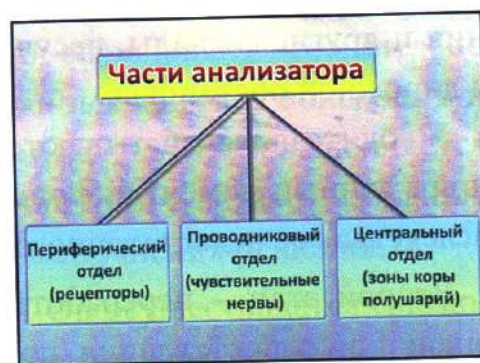 Части анализатора
Периферический
отдел
(рецепторы)
Проводниковый
отдел
(чувствительные
нервы)
Центральный
отдел
(зоны коры
полушарий)